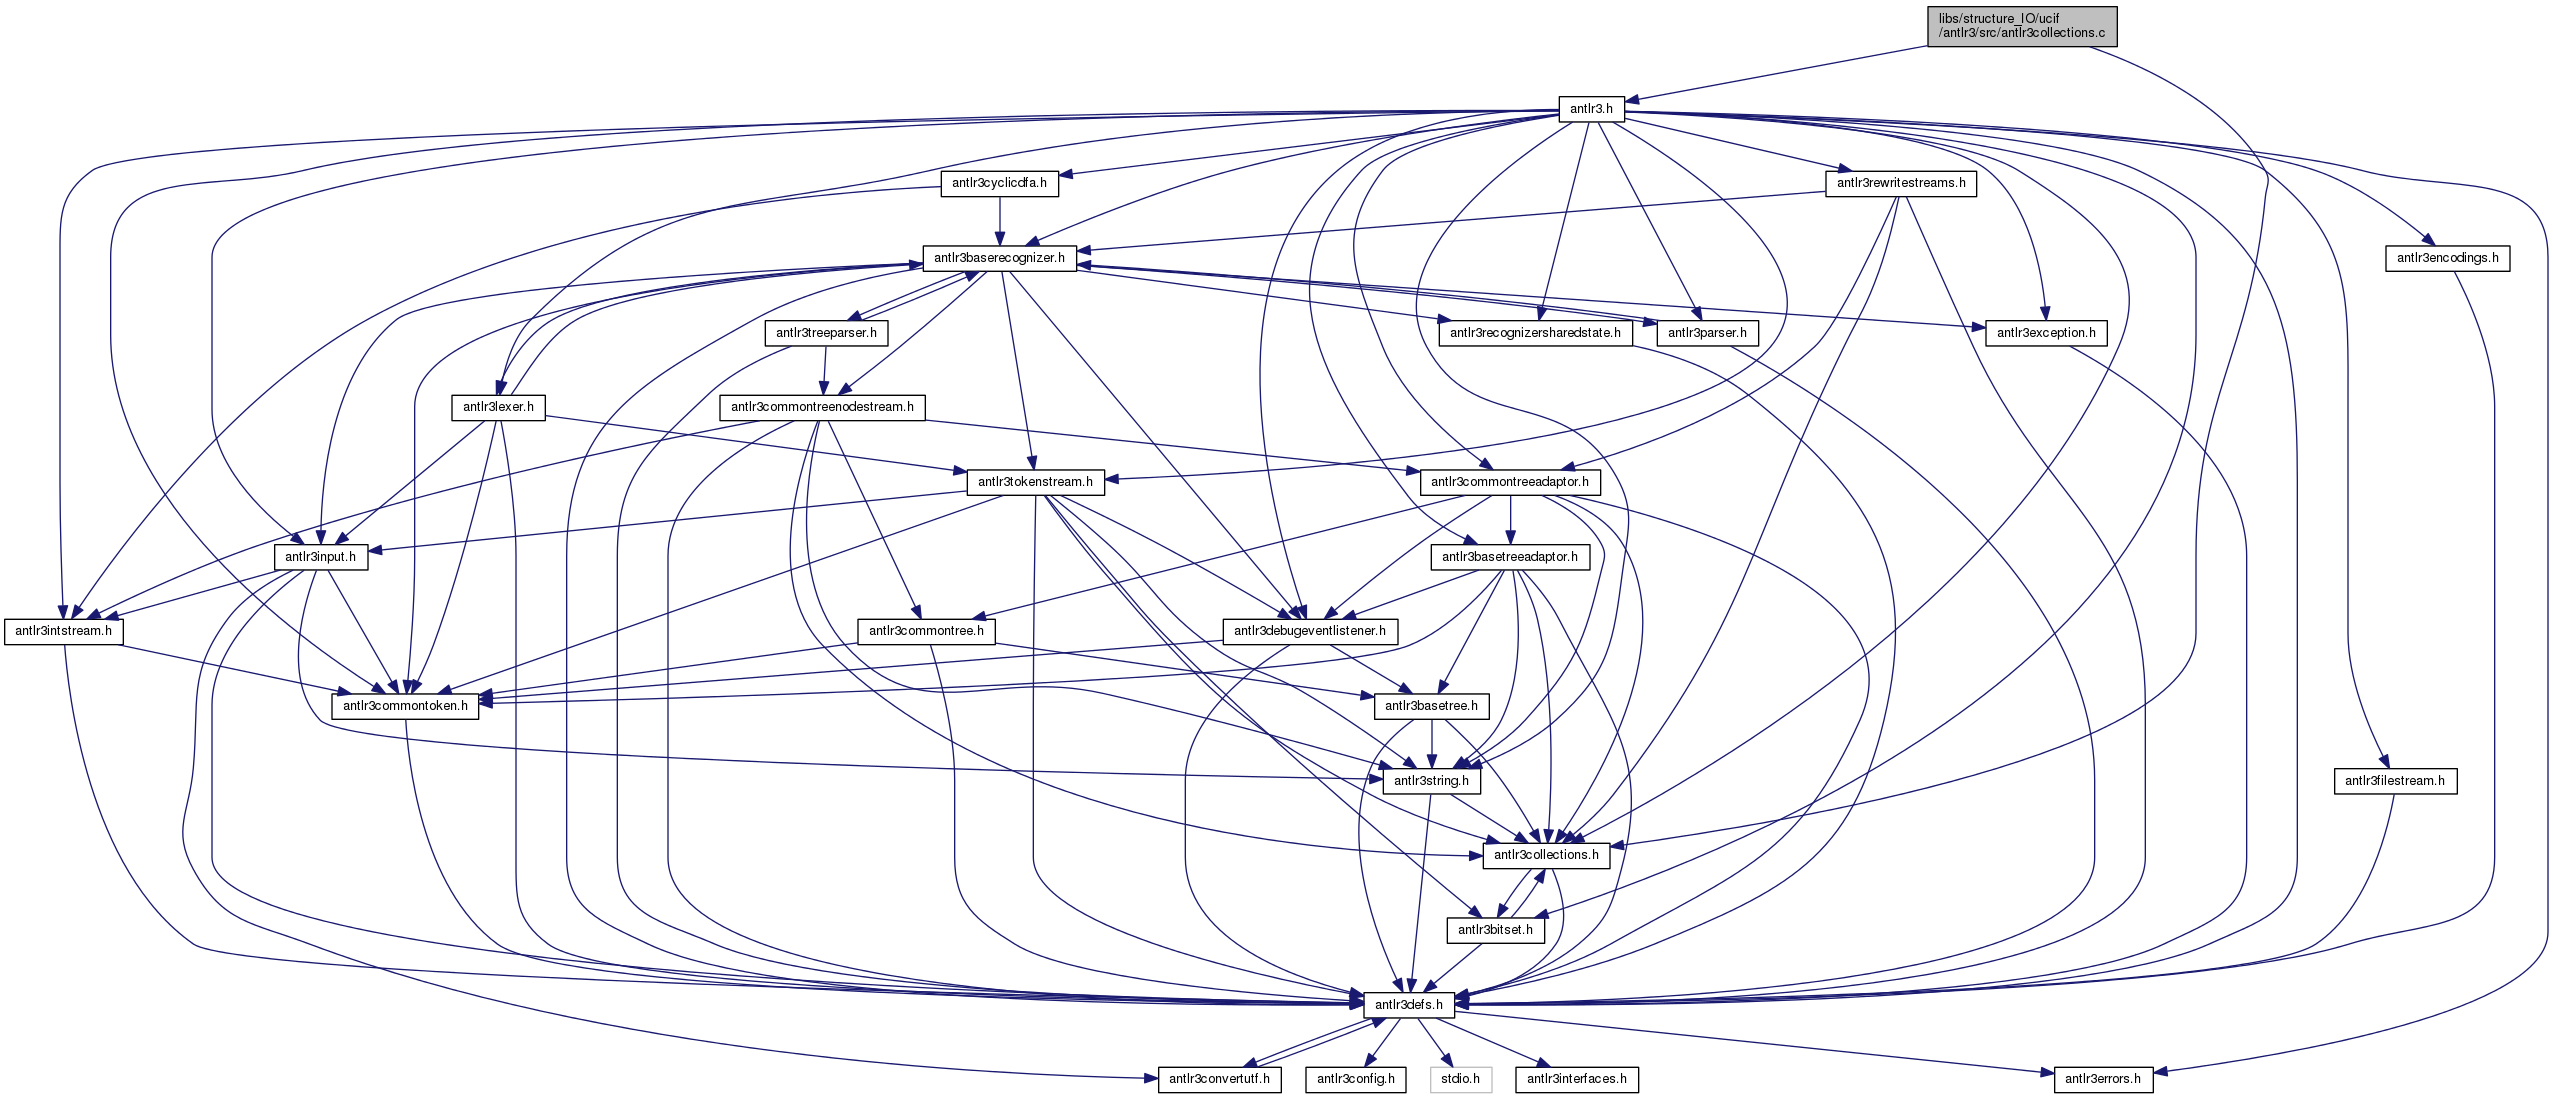 libs/structure_IO/ucif
/antlr3/src/antlr3collections.c
antlr3.h
antlr3cyclicdfa.h
antlr3rewritestreams.h
antlr3baserecognizer.h
antlr3encodings.h
antlr3treeparser.h
antlr3recognizersharedstate.h
antlr3parser.h
antlr3exception.h
antlr3lexer.h
antlr3commontreenodestream.h
antlr3tokenstream.h
antlr3commontreeadaptor.h
antlr3input.h
antlr3basetreeadaptor.h
antlr3intstream.h
antlr3commontree.h
antlr3debugeventlistener.h
antlr3commontoken.h
antlr3basetree.h
antlr3string.h
antlr3filestream.h
antlr3collections.h
antlr3bitset.h
antlr3defs.h
antlr3convertutf.h
antlr3config.h
stdio.h
antlr3interfaces.h
antlr3errors.h